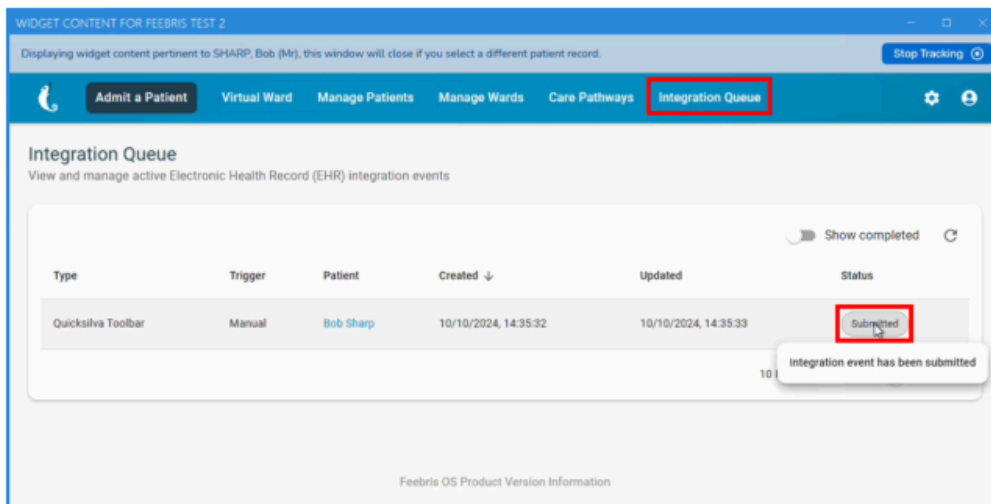 WIDGET CONTENT FOR FEEBRIS TEST 2
Displaying widget content pertinent to SHARP, Bob (Mr), this window will close if you select a different patient record.
Stop Tracking
Admit a Patient Virtual Ward Manage Patients Manage Wards Care Pathways Integration Queue
Integration Queue
View and manage active Electronic Health Record (EHR) integration events
Show completed
Type Trigger Patient Created Updated Status
Quicksilva Toolbar Manual Bob Sharp 10/10/2024, 14:35:32 10/10/2024, 14:35:33 Submitted
Integration event has been submitted
10
Feebris OS Product Version Information